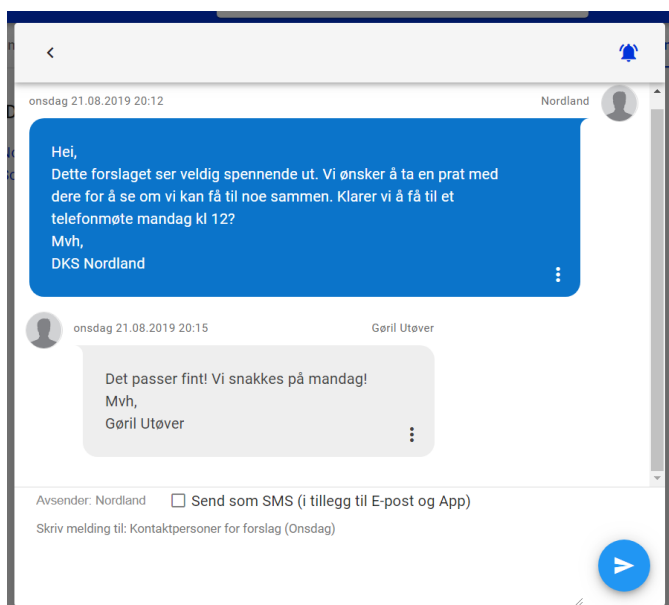 onsdag 21.08.2019 20:12 Nordland
Hei,
Dette forslaget ser veldig spennende ut. Vi ønsker å ta en prat med
dere for å se om vi kan få til noe sammen. Klarer vi å få til et
telefonmøte mandag kl 12?
Mvh,
DKS Nordland
onsdag 21.08.2019 20:15 Gøril Utøver
Det passer fint! Vi snakkes på mandag!
Mvh,
Gøril Utøver
Avsender: Nordland Send som SMS (i tillegg til E-post og App)
Skriv melding til: Kontaktpersoner for forslag (Onsdag)